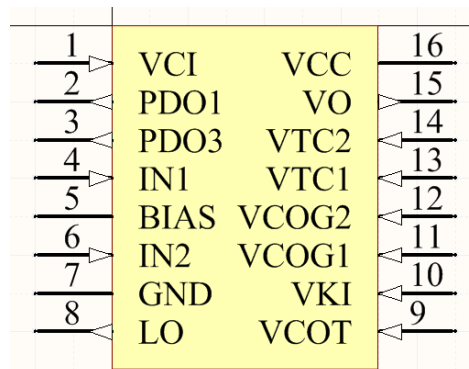 1 VCI VCC 16
2 PDO1 VO 15
3 PDO3 VTC2 14
4 IN1 VTC1 13
5 BIAS VCOG2 12
6 IN2 VCOG1 11
7 GND VKI 10
8 LO VCOT 9